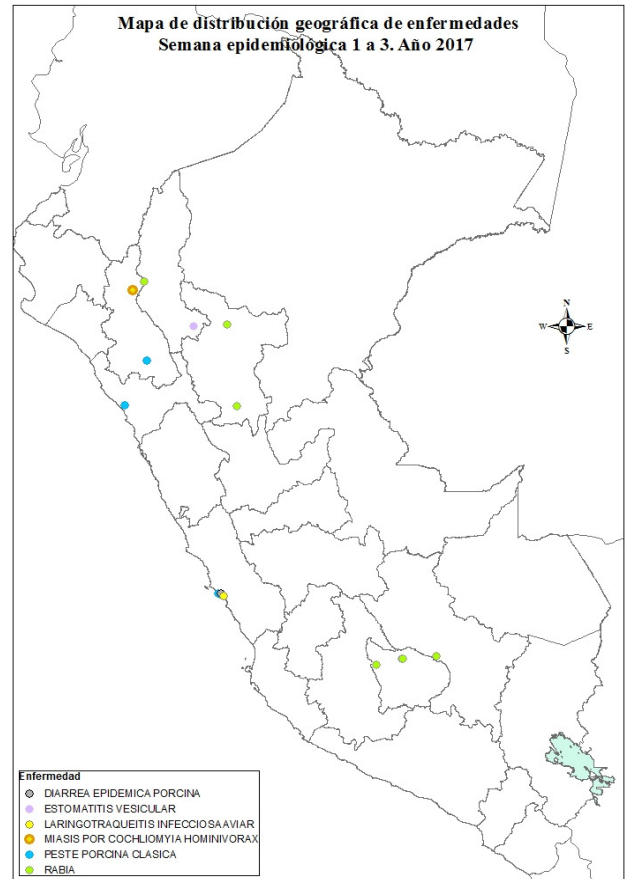 Mapa de distribución geográfica de enfermedades
Semana epidemiológica 1 a 3. Año 2017
N
W E
S
Enfermedad
DIARREA EPIDEMICA PORCINA
ESTOMATITIS VESICULAR
LARINGOTRAQUEITIS INFECCIOSA AVIAR
MIASIS POR COCHLIOMYIA HOMINIVORAX
PESTE PORCINA CLASICA
RABIA